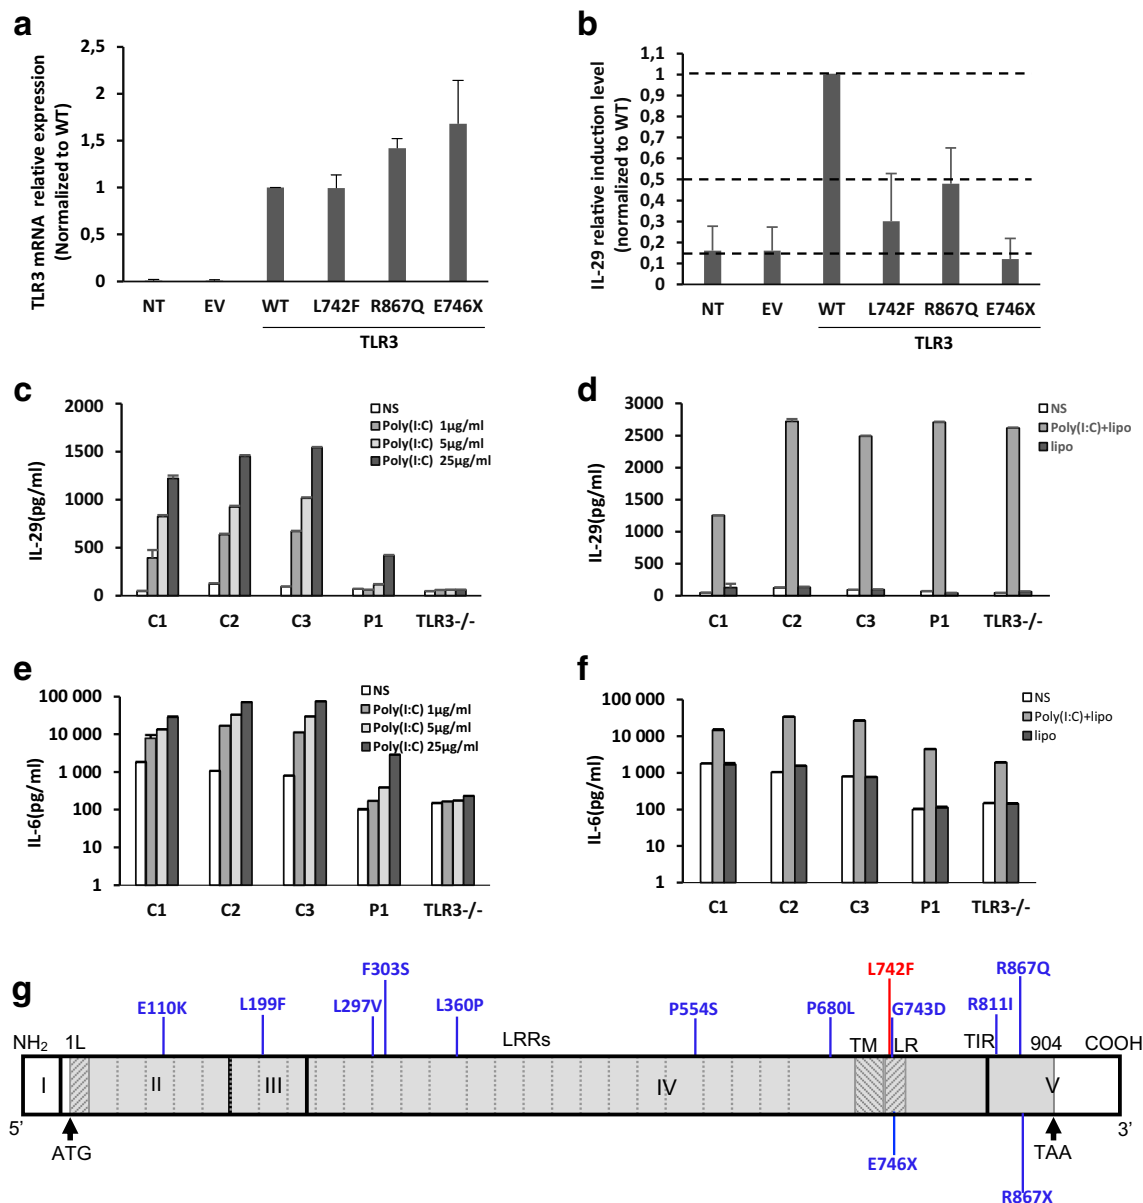 a
TLR3 mRNA relative expression
(Normalized to WT)
2,5
2
1,5
1
0,5
0
NT EV WT L742F R867Q E746X
TLR3
b
IL-29 relative induction level
(normalized to WT)
1,1
1
0,9
0,8
0,7
0,6
0,5
0,4
0,3
0,2
0,1
0
NT EV WT L742F R867Q E746X
TLR3
c
IL-29(pg/ml)
2000
1500
1000
500
0
NS
Poly(I:C) 1µg/ml
Poly(I:C) 5µg/ml
Poly(I:C) 25µg/ml
C1 C2 C3 P1 TLR3-/-
d
IL-29(pg/ml)
3000
2500
2000
1500
1000
500
0
NS
Poly(I:C)+lipo
lipo
C1 C2 C3 P1 TLR3-/-
e
IL-6(pg/ml)
100 000
10 000
1 000
100
10
1
NS
Poly(I:C) 1µg/ml
Poly(I:C) 5µg/ml
Poly(I:C) 25µg/ml
C1 C2 C3 P1 TLR3-/-
f
IL-6(pg/ml)
100 000
10 000
1 000
100
10
1
NS
Poly(I:C)+lipo
lipo
C1 C2 C3 P1 TLR3-/-
g
F303S L742F R867Q
E110K L199F L297V L360P P554S P680L G743D R811I
NH2 1L LRRs TM LR TIR 904 COOH
I II III IV V
5' 3'
ATG TAA
E746X
R867X